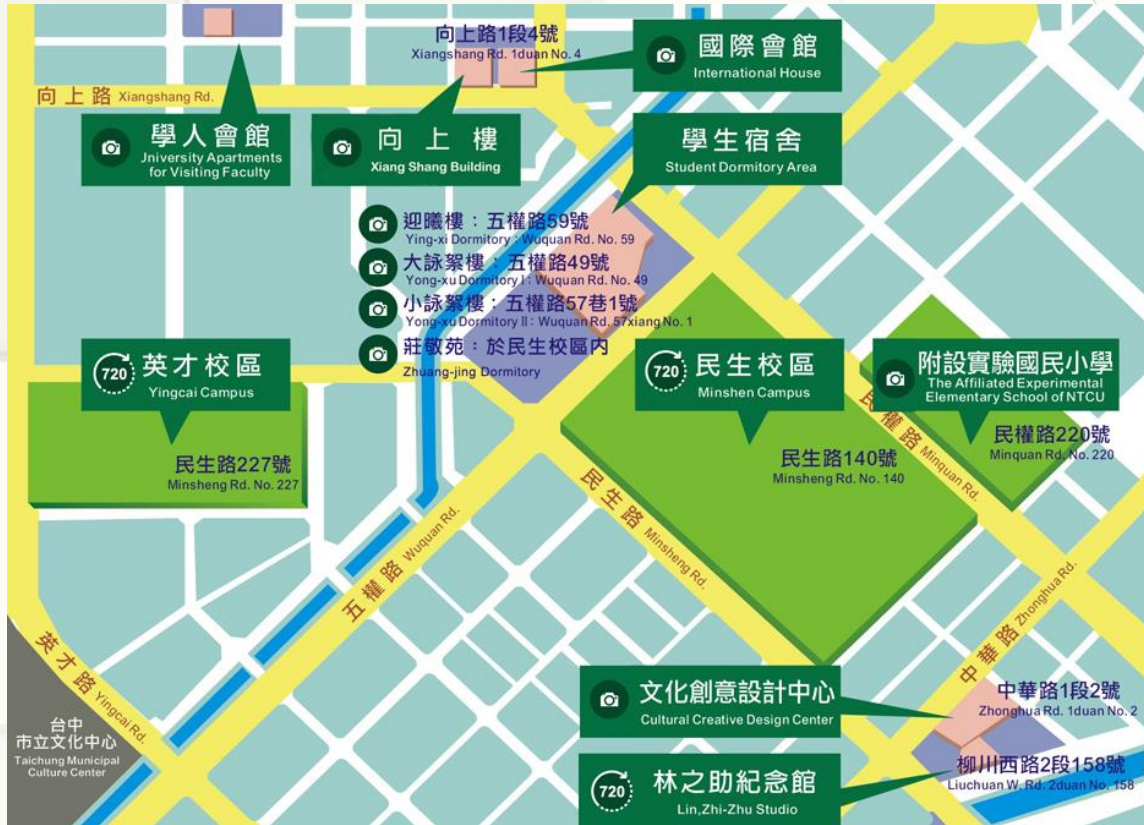 向上路1段4號
Xiangshang Rd. 1duan No. 4
國際會館
International House
向上路 Xiangshang Rd.
學人會館
Jniversity Apartments
for Visiting Faculty
向上樓
Xiang Shang Building
學生宿舍
Student Dormitory Area
迎曦樓：五權路59號
Ying-xi Dormitory : Wuquan Rd. No. 59
大詠絮樓：五權路49號
Yong-xu Dormitory I : Wuquan Rd. No. 49
小詠絮樓：五權路57巷1號
Yong-xu Dormitory II : Wuquan Rd. 57xiang No. 1
莊敬苑：於民生校區內
Zhuang-jing Dormitory
720
英才校區
Yingcai Campus
民生路227號
Minsheng Rd. No. 227
720
民生校區
Minshen Campus
民生路140號
Minsheng Rd. No. 140
附設實驗國民小學
The Affiliated Experimental
Elementary School of NTCU
民權路220號
Minquan Rd. No. 220
民權路 Minquan Rd.
五權路 Wuquan Rd.
民生路 Minsheng Rd.
中華路 Zhonghua Rd.
英才路 Yingcai Rd.
台中
市立文化中心
Taichung Municipal
Culture Center
文化創意設計中心
Cultural Creative Design Center
中華路1段2號
Zhonghua Rd. 1duan No. 2
720
林之助紀念館
Lin,Zhi-Zhu Studio
柳川西路2段158號
Liuchuan W. Rd. 2duan No. 158